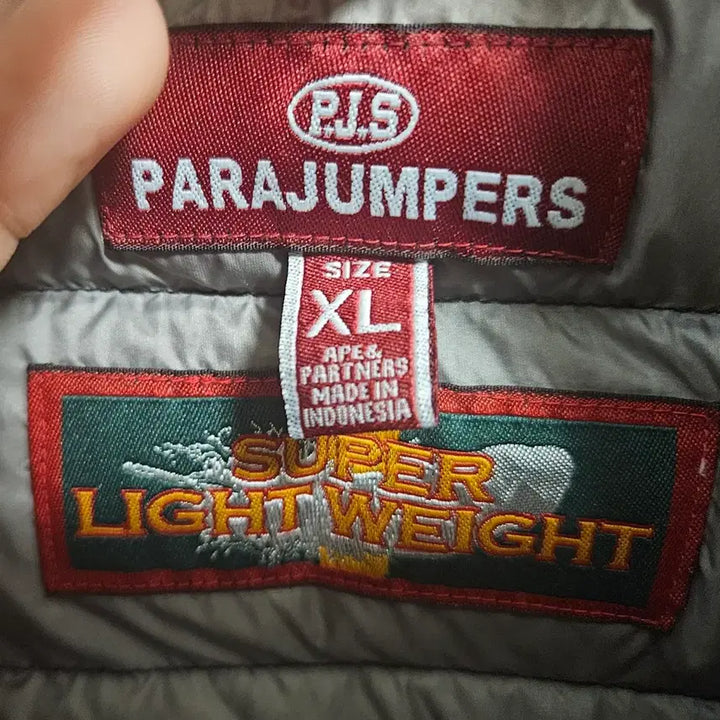 P.J.S
PARAJUMPERS
SIZE
XL
APE &
PARTNERS
MADE IN
INDONESIA
SUPER
LIGHT WEIGHT